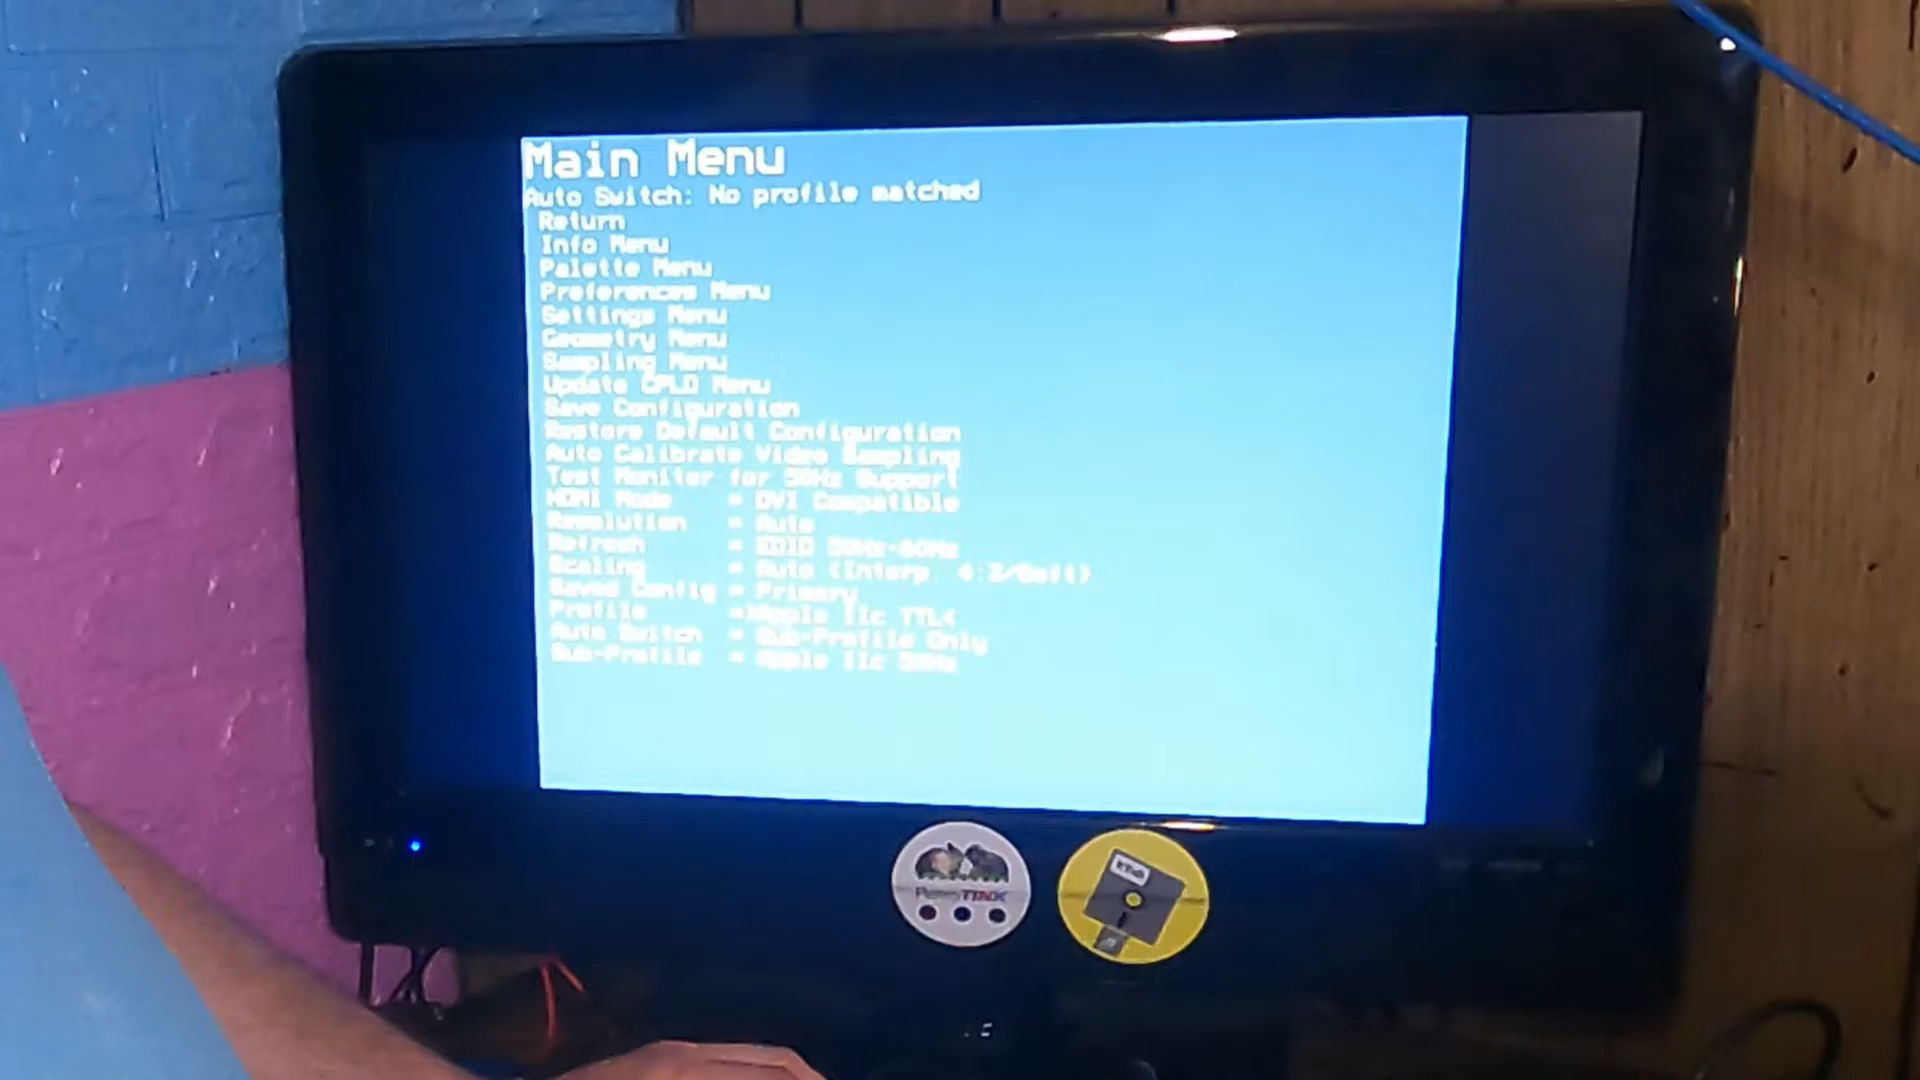 Main Menu
Auto Switch: No profile matched
Return
Info Menu
Palette Menu
Preferences Menu
Settings Menu
Geometry Menu
Sampling Menu
Update CPLD Menu
Save Configuration
Restore Default Configuration
Auto Calibrate Video Sampling
Test Monitor for 50Hz Support
HDMI Mode = DVI Compatible
Resolution = Auto
Refresh = EDID 50Hz-60Hz
Scaling = Auto (Interp. 4:3/Soft)
Saved Config = Primary
Profile =>Apple IIc TTL<
Auto Switch = Sub-Profile Only
Sub-Profile = Apple IIc 50Hz